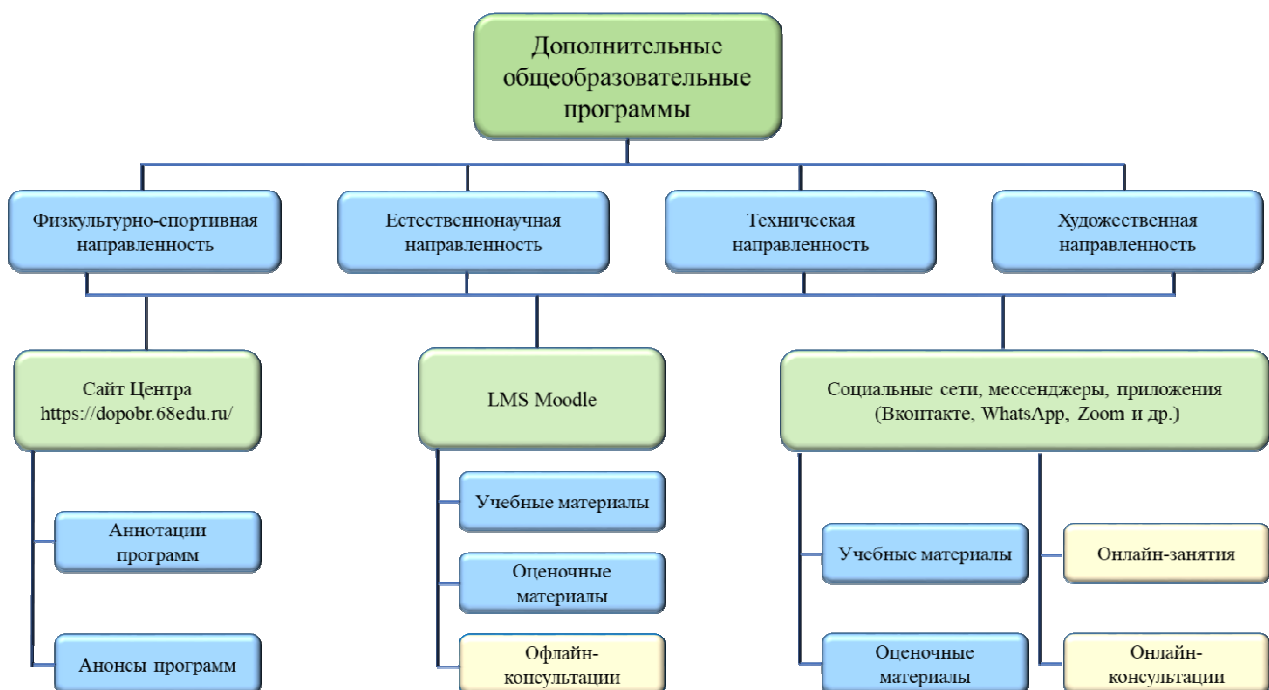 Дополнительные
общеобразовательные
программы
Физкультурно-спортивная
направленность
Естественнонаучная
направленность
Техническая
направленность
Художественная
направленность
Сайт Центра
https://dopobr.68edu.ru/
LMS Moodle
Социальные сети, мессенджеры, приложения
(Вконтакте, WhatsApp, Zoom и др.)
Аннотации
программ
Анонсы программ
Учебные материалы
Оценочные
материалы
Офлайн-
консультации
Учебные материалы
Оценочные
материалы
Онлайн-занятия
Онлайн-
консультации